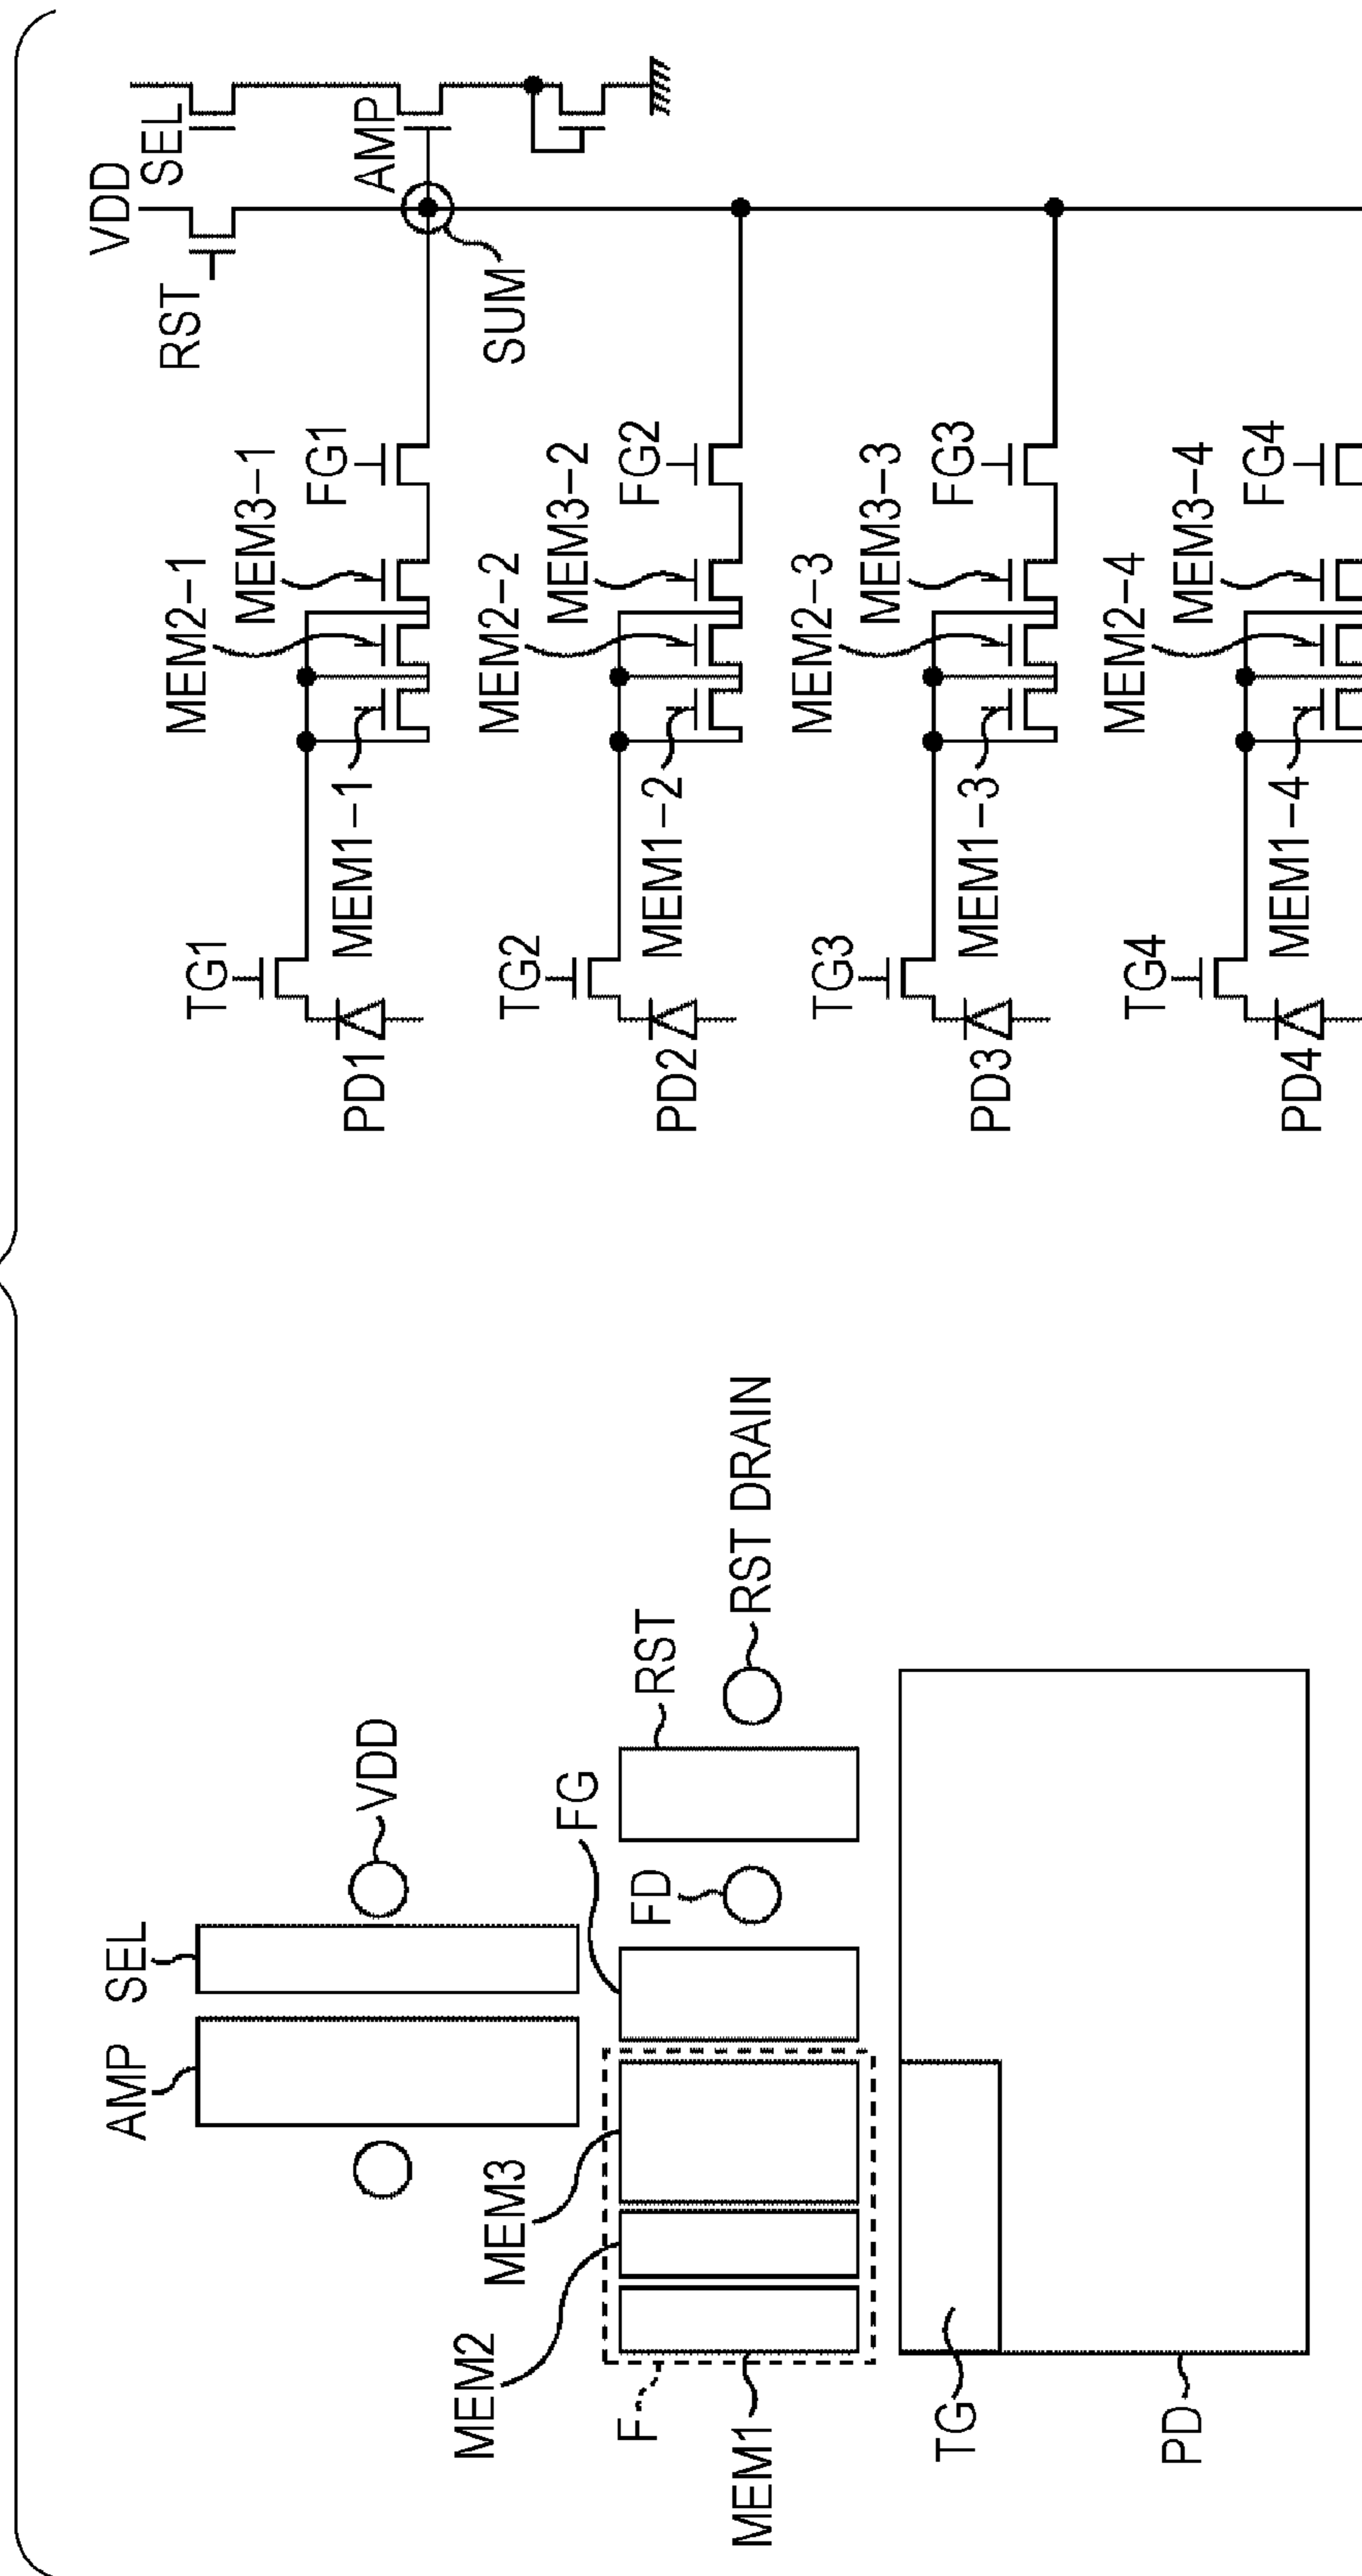 VDD
SEL
RST
AMP
SUM
MEM2−1
MEM3−1
FG1
TG1
MEM1−1
PD1
MEM2−2
MEM3−2
FG2
TG2
MEM1−2
PD2
MEM2−3
MEM3−3
FG3
TG3
MEM1−3
PD3
MEM2−4
MEM3−4
FG4
TG4
MEM1−4
PD4
AMP
SEL
VDD
MEM2
MEM3
FG
F
FD
RST
MEM1
RST DRAIN
TG
PD